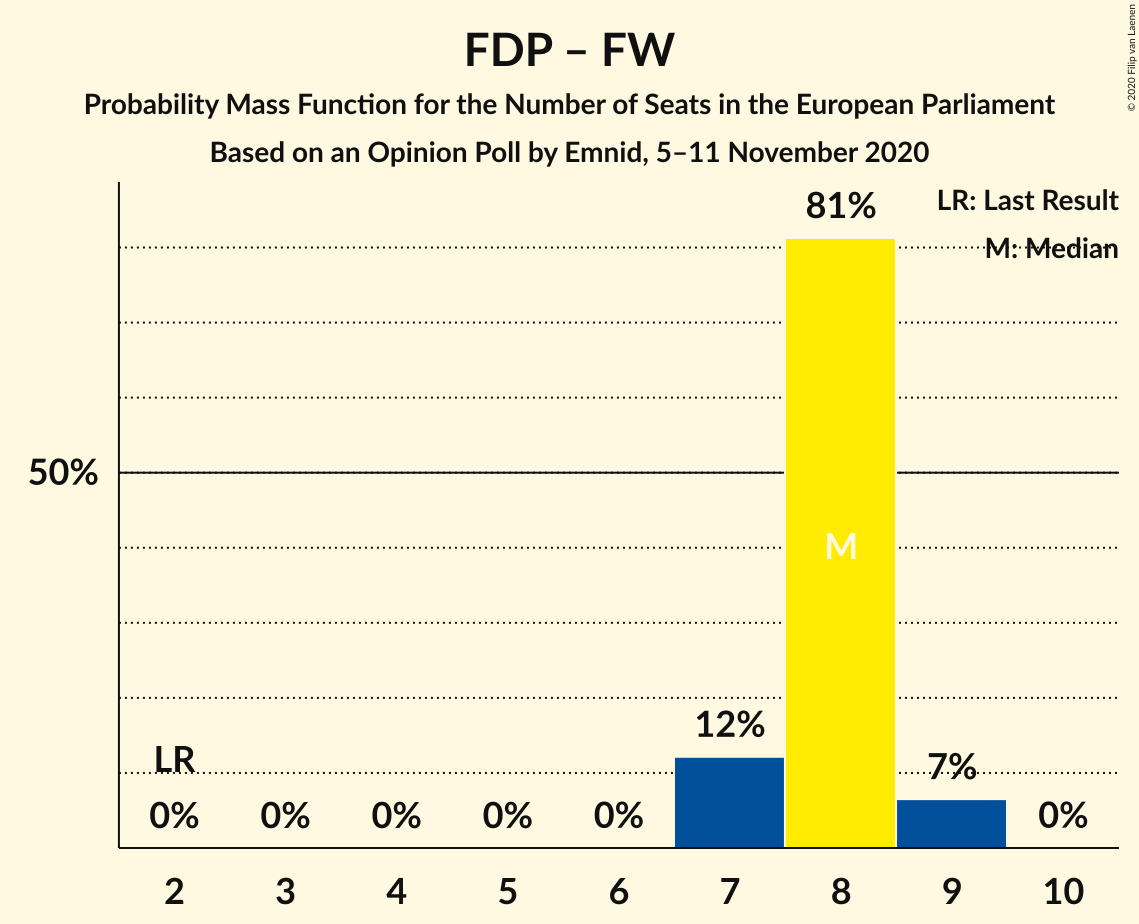 FDP – FW
Probability Mass Function for the Number of Seats in the European Parliament
Based on an Opinion Poll by Emnid, 5–11 November 2020
© 2020 Filip van Laenen
LR: Last Result
M: Median
81%
50%
M
12%
LR
7%
0% 0% 0% 0% 0% 0%
2 3 4 5 6 7 8 9 10